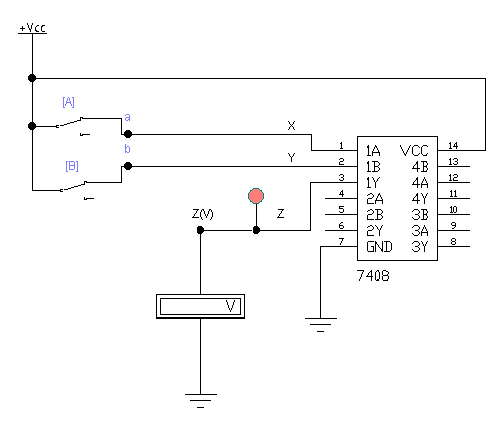 +Vcc
[A]
a
X
b
[B]
Y
Z(V)
Z
V
1 1A VCC 14
2 1B 4B 13
3 1Y 4A 12
4 2A 4Y 11
5 2B 3B 10
6 2Y 3A 9
7 GND 3Y 8
7408